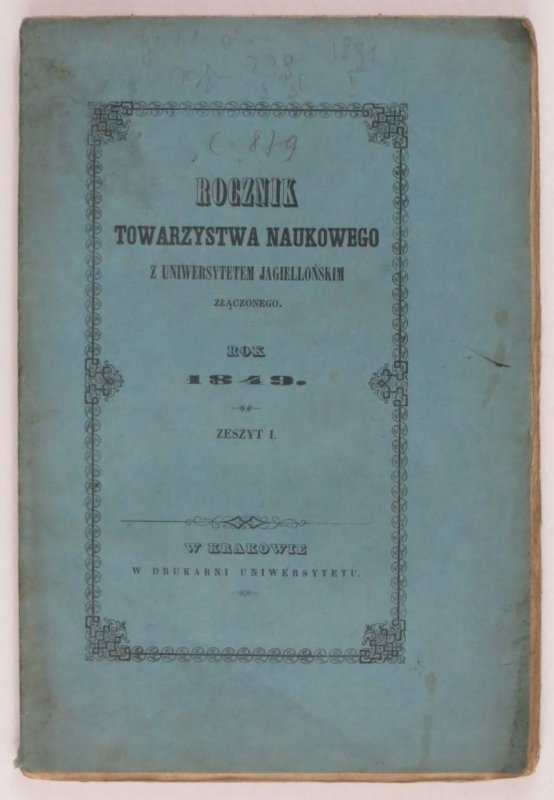 ROCZNIK
TOWARZYSTWA NAUKOWEGO
Z UNIWERSYTETEM JAGIELLOŃSKIM
ZŁĄCZONEGO.
ROK
1849.
ZESZYT I.
W KRAKOWIE
W DRUKARNI UNIWERSYTETU.